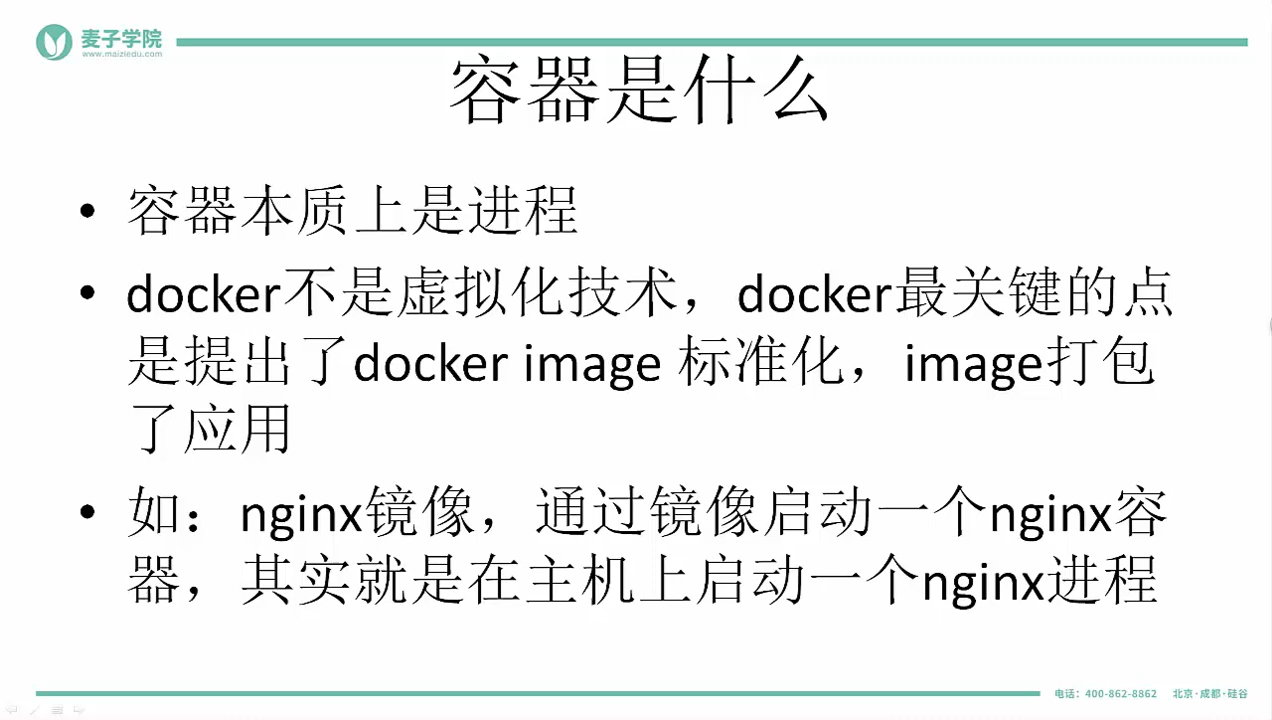 麦子学院
www.maiziedu.com
容器是什么
• 容器本质上是进程
• docker不是虚拟化技术，docker最关键的点
是提出了docker image 标准化，image打包
了应用
• 如：nginx镜像，通过镜像启动一个nginx容
器，其实就是在主机上启动一个nginx进程
电话：400-862-8862 北京·成都·硅谷